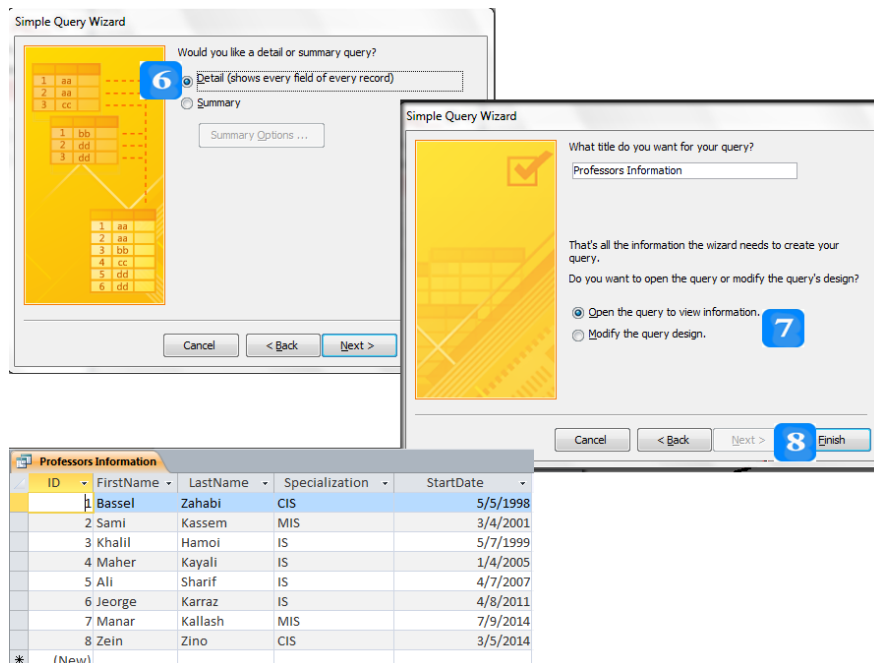 Simple Query Wizard
Would you like a detail or summary query?
6
Detail (shows every field of every record)
Summary
Summary Options ...
1 aa
2 aa
3 cc
1 bb
2 dd
3 dd
1 aa
2 aa
3 bb
4 cc
5 dd
6 dd
Cancel < Back Next >
Simple Query Wizard
What title do you want for your query?
Professors Information
That's all the information the wizard needs to create your
query.
Do you want to open the query or modify the query's design?
Open the query to view information.
7
Modify the query design.
Cancel < Back Next > 8 Finish
Professors Information
ID FirstName LastName Specialization StartDate
1 Bassel Zahabi CIS 5/5/1998
2 Sami Kassem MIS 3/4/2001
3 Khalil Hamoi IS 5/7/1999
4 Maher Kayali IS 1/4/2005
5 Ali Sharif IS 4/7/2007
6 Jeorge Karraz IS 4/8/2011
7 Manar Kallash MIS 7/9/2014
8 Zein Zino CIS 3/5/2014
* (New)